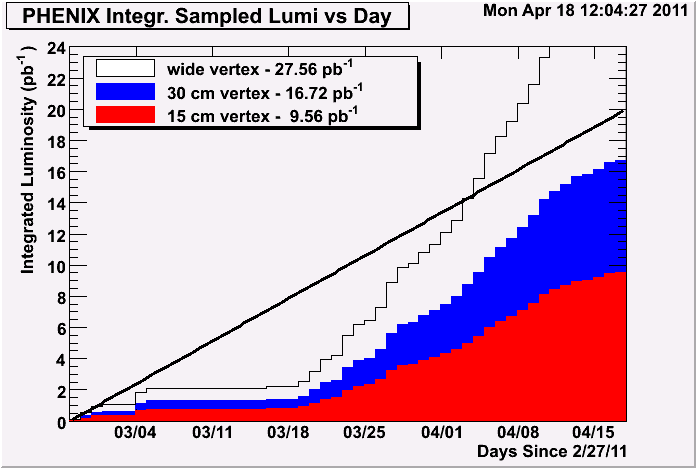 PHENIX Integr. Sampled Lumi vs Day
Mon Apr 18 12:04:27 2011
Integrated Luminosity (pb⁻¹)
24
22
20
18
16
14
12
10
8
6
4
2
0
wide vertex - 27.56 pb⁻¹
30 cm vertex - 16.72 pb⁻¹
15 cm vertex - 9.56 pb⁻¹
03/04 03/11 03/18 03/25 04/01 04/08 04/15
Days Since 2/27/11